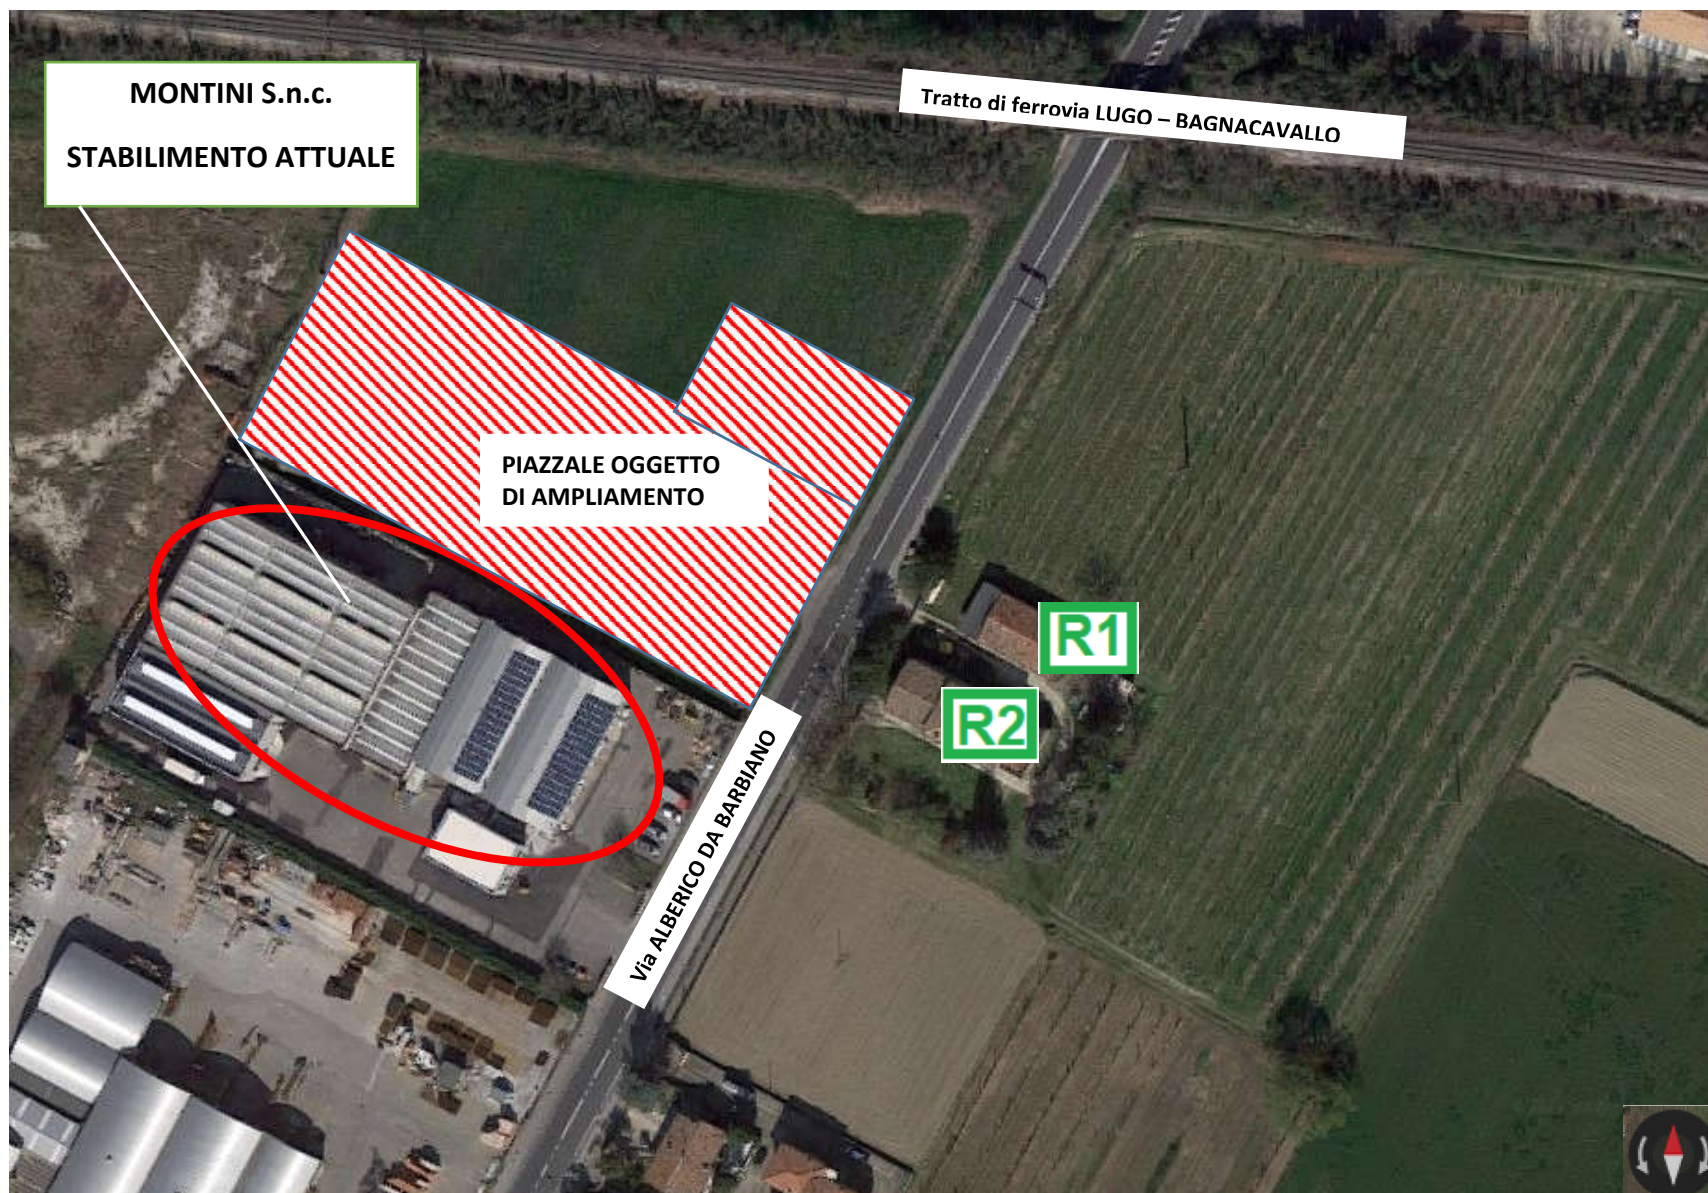 MONTINI S.n.c.
STABILIMENTO ATTUALE
Tratto di ferrovia LUGO – BAGNACAVALLO
PIAZZALE OGGETTO
DI AMPLIAMENTO
R1
R2
Via ALBERICO DA BARBIANO